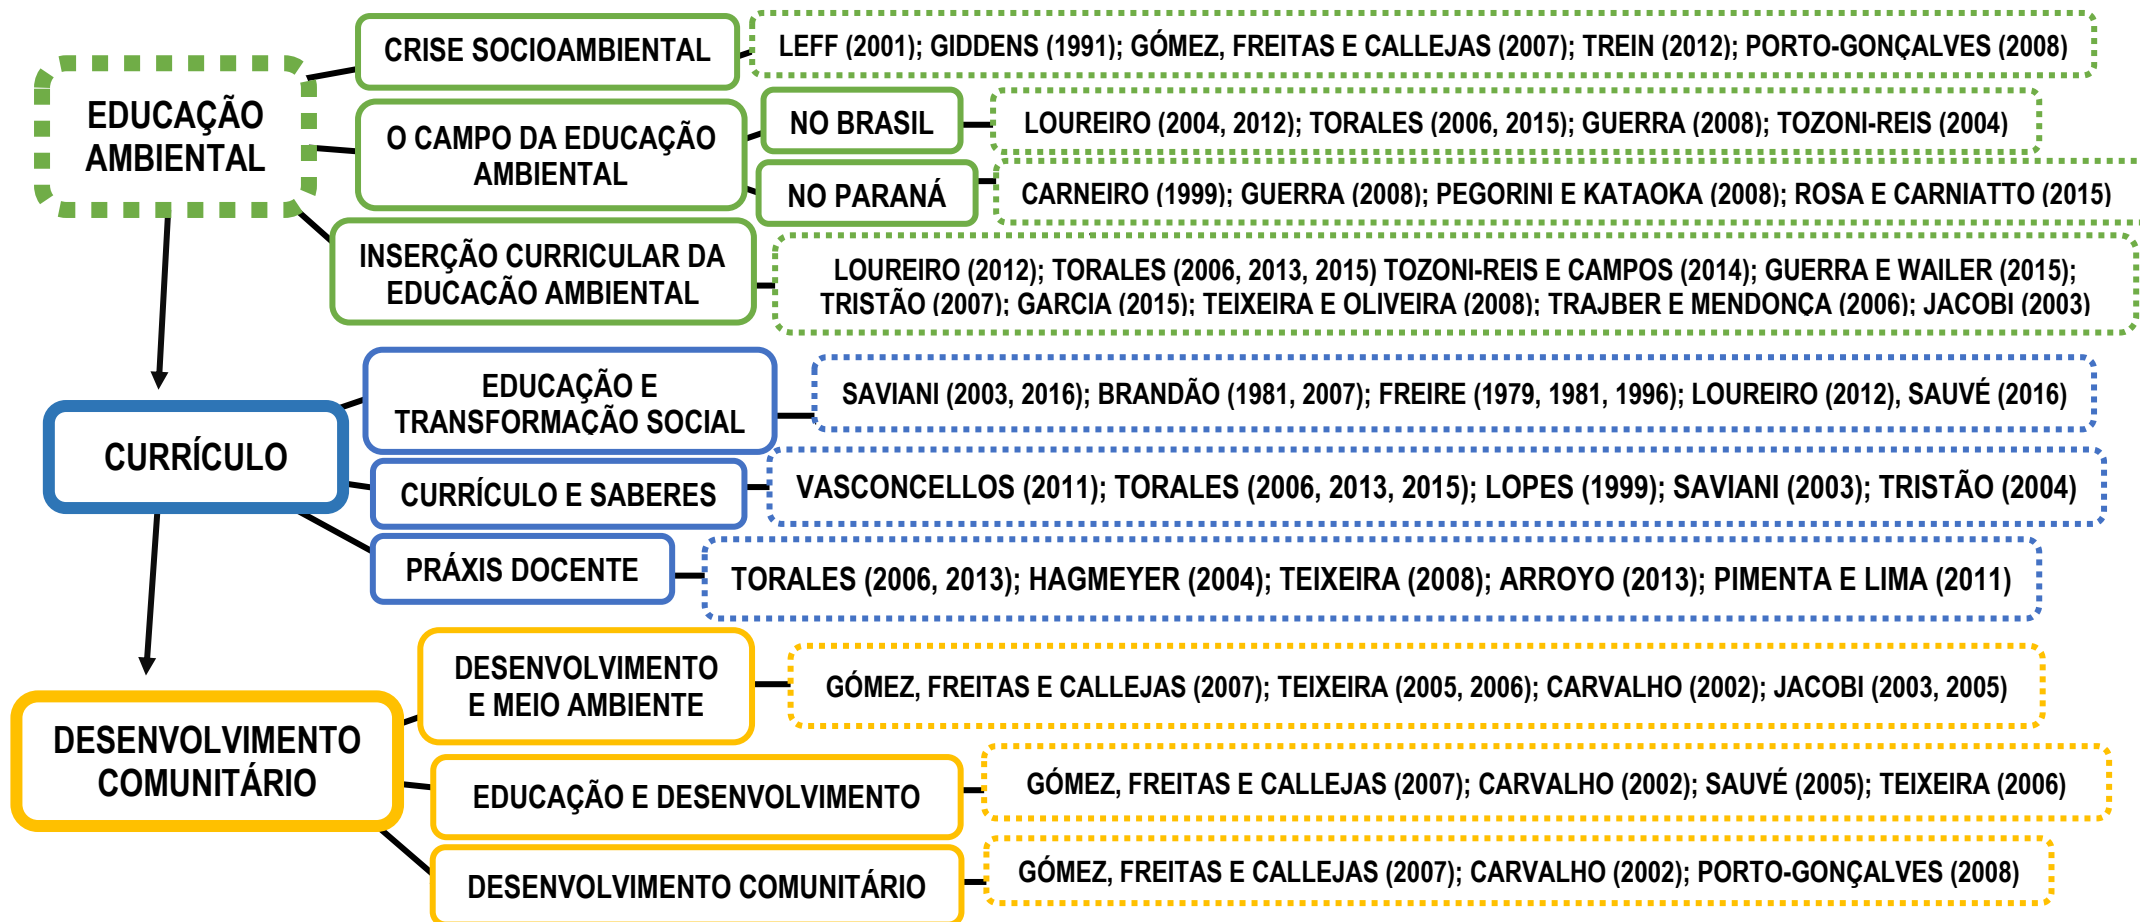 EDUCAÇÃO
AMBIENTAL
CRISE SOCIOAMBIENTAL
LEFF (2001); GIDDENS (1991); GÓMEZ, FREITAS E CALLEJAS (2007); TREIN (2012); PORTO-GONÇALVES (2008)
O CAMPO DA EDUCAÇÃO
AMBIENTAL
NO BRASIL
LOUREIRO (2004, 2012); TORALES (2006, 2015); GUERRA (2008); TOZONI-REIS (2004)
NO PARANÁ
CARNEIRO (1999); GUERRA (2008); PEGORINI E KATAOKA (2008); ROSA E CARNIATTO (2015)
INSERÇÃO CURRICULAR DA
EDUCAÇÃO AMBIENTAL
LOUREIRO (2012); TORALES (2006, 2013, 2015) TOZONI-REIS E CAMPOS (2014); GUERRA E WAILER (2015);
TRISTÃO (2007); GARCIA (2015); TEIXEIRA E OLIVEIRA (2008); TRAJBER E MENDONÇA (2006); JACOBI (2003)
CURRÍCULO
EDUCAÇÃO E
TRANSFORMAÇÃO SOCIAL
SAVIANI (2003, 2016); BRANDÃO (1981, 2007); FREIRE (1979, 1981, 1996); LOUREIRO (2012), SAUVÉ (2016)
CURRÍCULO E SABERES
VASCONCELLOS (2011); TORALES (2006, 2013, 2015); LOPES (1999); SAVIANI (2003); TRISTÃO (2004)
PRÁXIS DOCENTE
TORALES (2006, 2013); HAGMEYER (2004); TEIXEIRA (2008); ARROYO (2013); PIMENTA E LIMA (2011)
DESENVOLVIMENTO
COMUNITÁRIO
DESENVOLVIMENTO
E MEIO AMBIENTE
GÓMEZ, FREITAS E CALLEJAS (2007); TEIXEIRA (2005, 2006); CARVALHO (2002); JACOBI (2003, 2005)
EDUCAÇÃO E DESENVOLVIMENTO
GÓMEZ, FREITAS E CALLEJAS (2007); CARVALHO (2002); SAUVÉ (2005); TEIXEIRA (2006)
DESENVOLVIMENTO COMUNITÁRIO
GÓMEZ, FREITAS E CALLEJAS (2007); CARVALHO (2002); PORTO-GONÇALVES (2008)